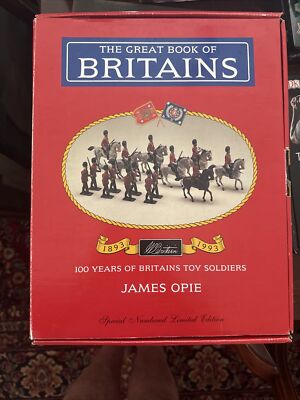 THE GREAT BOOK OF
BRITAINS
1893 W Britain 1993
100 YEARS OF BRITAINS TOY SOLDIERS
JAMES OPIE
Special Numbered Limited Edition